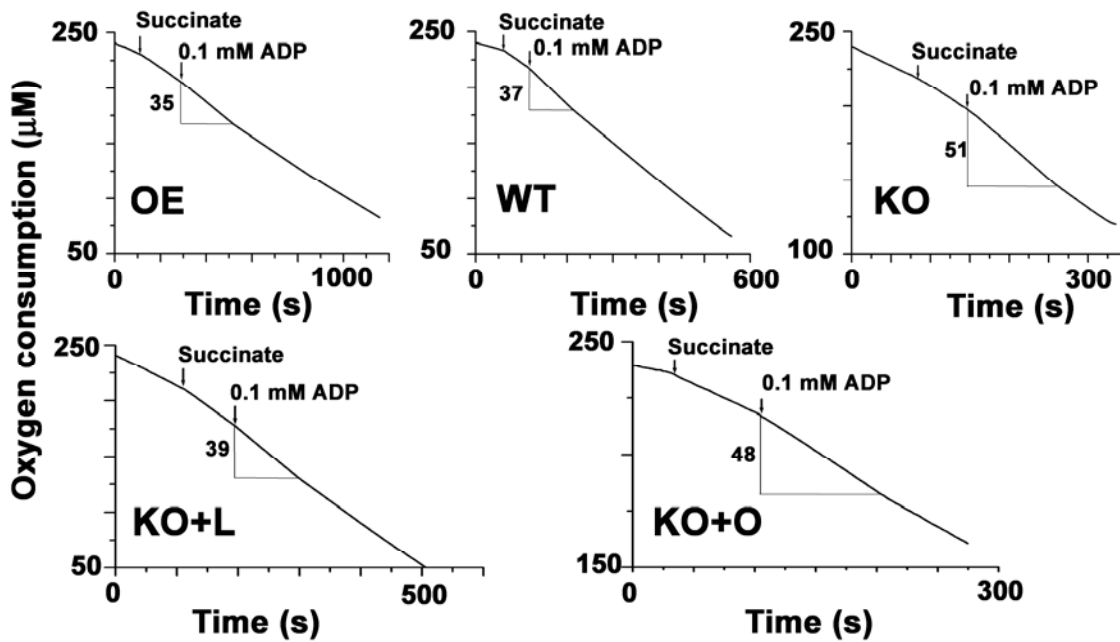 Oxygen consumption (μM)
250
Succinate
0.1 mM ADP
35
OE
50
0
1000
Time (s)
250
Succinate
0.1 mM ADP
37
WT
50
0
600
Time (s)
250
Succinate
0.1 mM ADP
51
KO
100
0
300
Time (s)
250
Succinate
0.1 mM ADP
39
KO+L
50
0
500
Time (s)
250
Succinate
0.1 mM ADP
48
KO+O
150
0
300
Time (s)